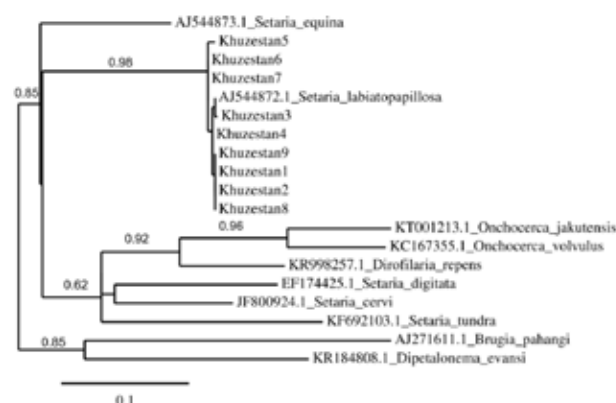 AJ544873.1_Setaria_equina
Khuzestan5
0.98
Khuzestan6
Khuzestan7
0.85
AJ544872.1_Setaria_labiatopapillosa
Khuzestan3
Khuzestan4
Khuzestan9
Khuzestan1
Khuzestan2
Khuzestan8
0.96
KT001213.1_Onchocerca_jakutensis
0.92
KC167355.1_Onchocerca_volvulus
KR998257.1_Dirofilaria_repens
0.62
EF174425.1_Setaria_digitata
JF800924.1_Setaria_cervi
KF692103.1_Setaria_tundra
0.85
AJ271611.1_Brugia_pahangi
KR184808.1_Dipetalonema_evansi
0.1